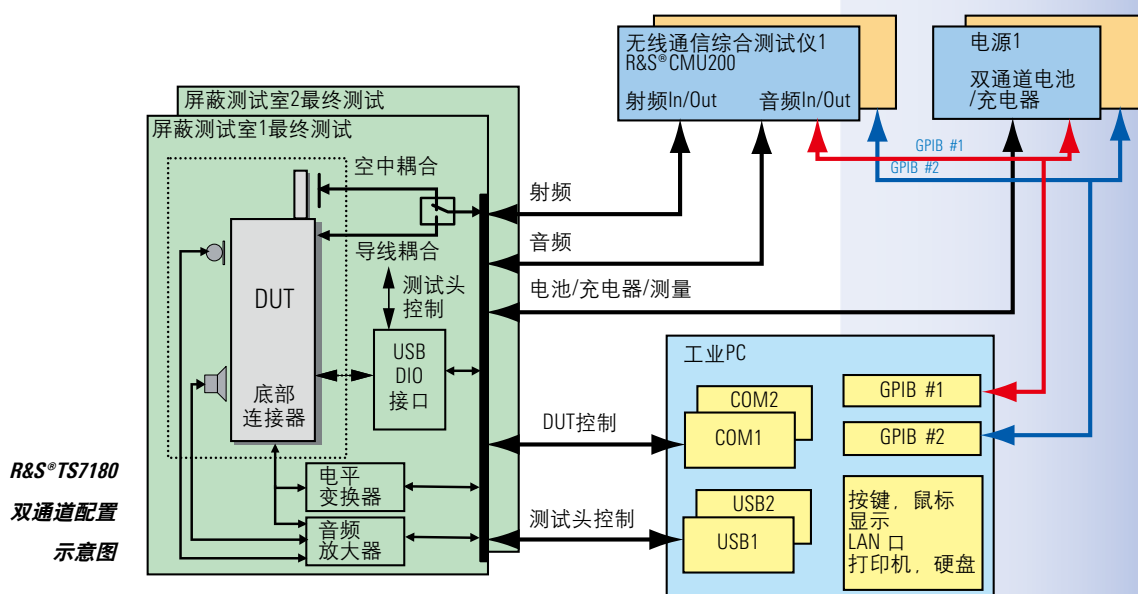 无线通信综合测试仪1
R&S®CMU200
射频In/Out 音频In/Out
电源1
双通道电池
/充电器
GPIB #1
GPIB #2
屏蔽测试室2最终测试
屏蔽测试室1最终测试
空中耦合
导线耦合
测试头
控制
DUT
底部
连接器
USB
DIO
接口
电平
变换器
音频
放大器
射频
音频
电池/充电器/测量
DUT控制
测试头控制
工业PC
COM2
COM1
USB2
USB1
GPIB #1
GPIB #2
按键，鼠标
显示
LAN 口
打印机，硬盘
R&S®TS7180
双通道配置
示意图